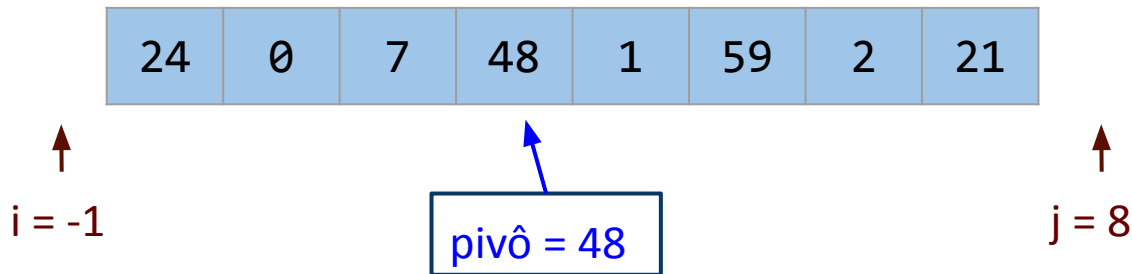 24 0 7 48 1 59 2 21
i = -1
pivô = 48
j = 8